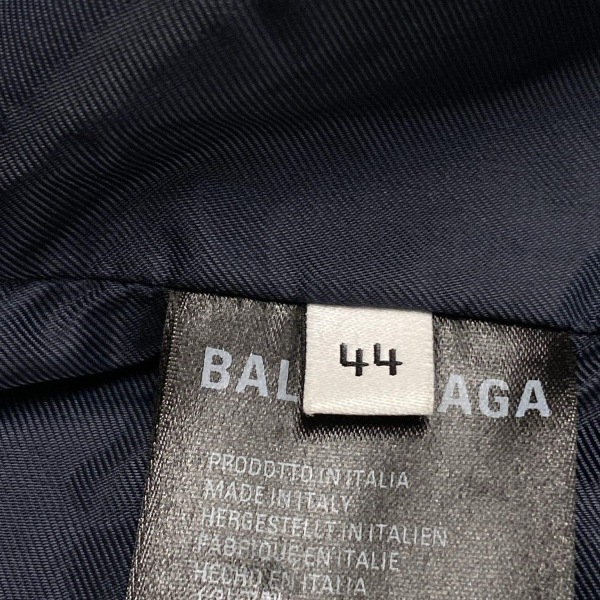 44
BAL AGA
PRODOTTO IN ITALIA
MADE IN ITALY
HERGESTELLT IN ITALIEN
FABRIQUE EN ITALIE
HECHO EN ITALIA